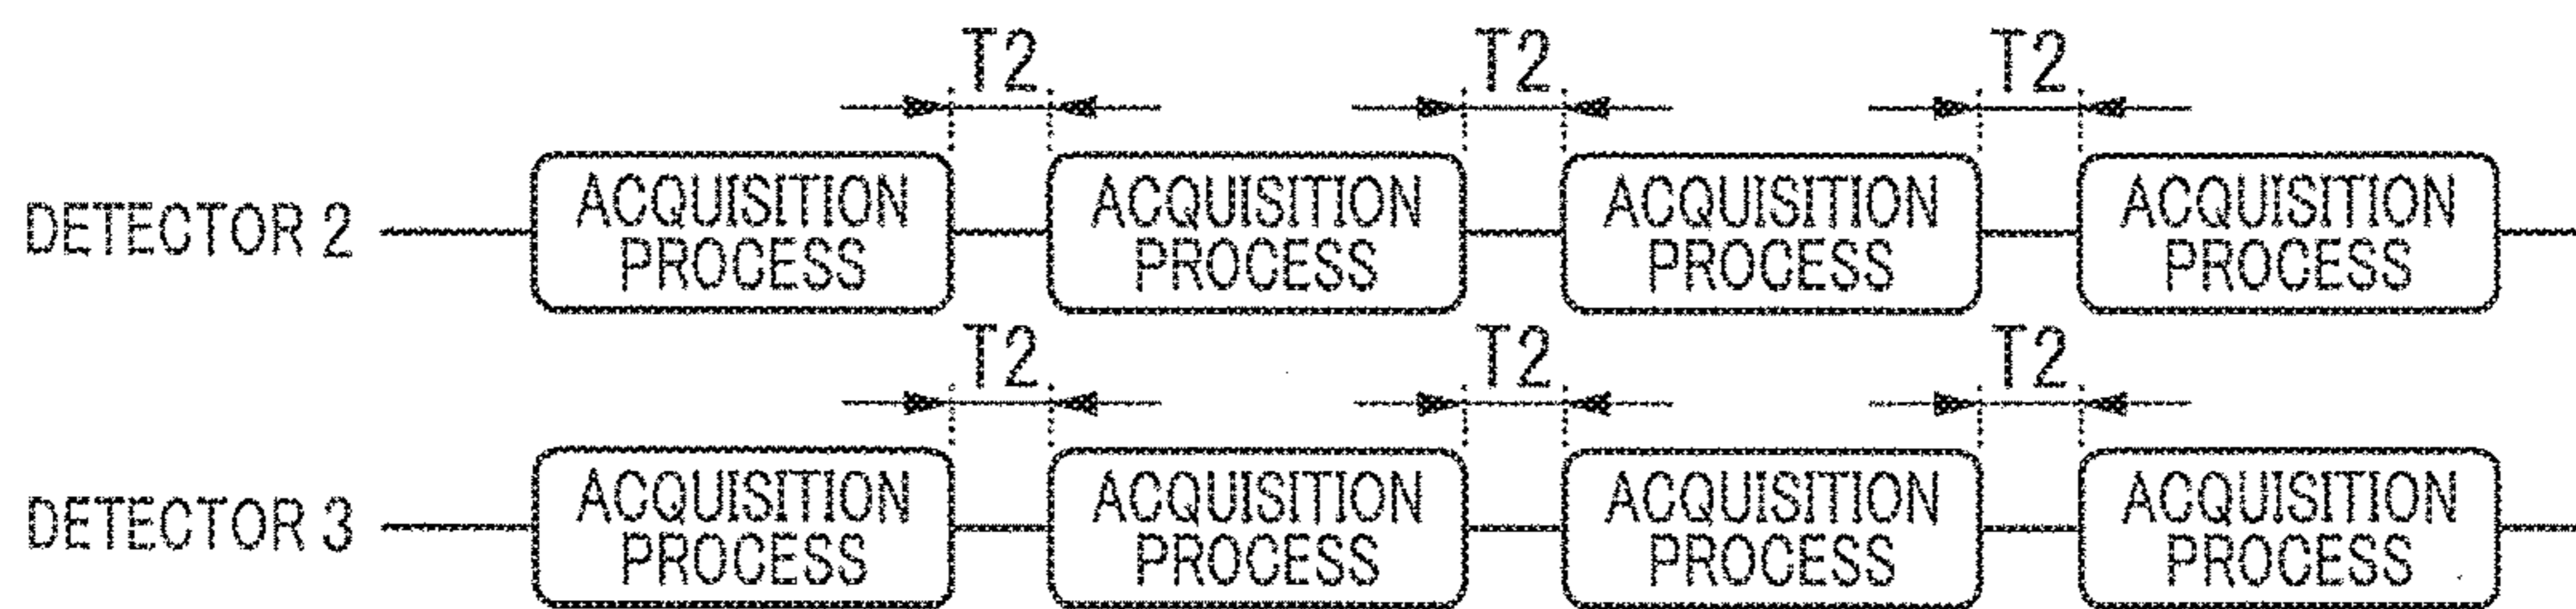 T2 T2 T2
DETECTOR 2 ACQUISITION PROCESS ACQUISITION PROCESS ACQUISITION PROCESS ACQUISITION PROCESS
T2 T2 T2
DETECTOR 3 ACQUISITION PROCESS ACQUISITION PROCESS ACQUISITION PROCESS ACQUISITION PROCESS